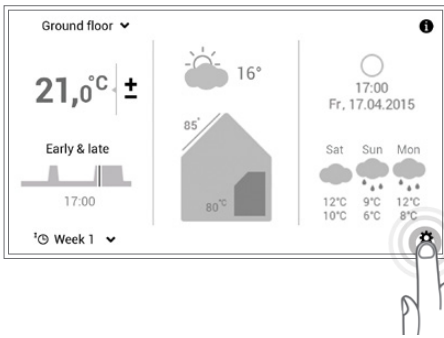 Ground floor
21,0°C ±
Early & late
17:00
Week 1
16°
85°
80°C
17:00
Fr, 17.04.2015
Sat Sun Mon
12°C 9°C 12°C
10°C 6°C 8°C